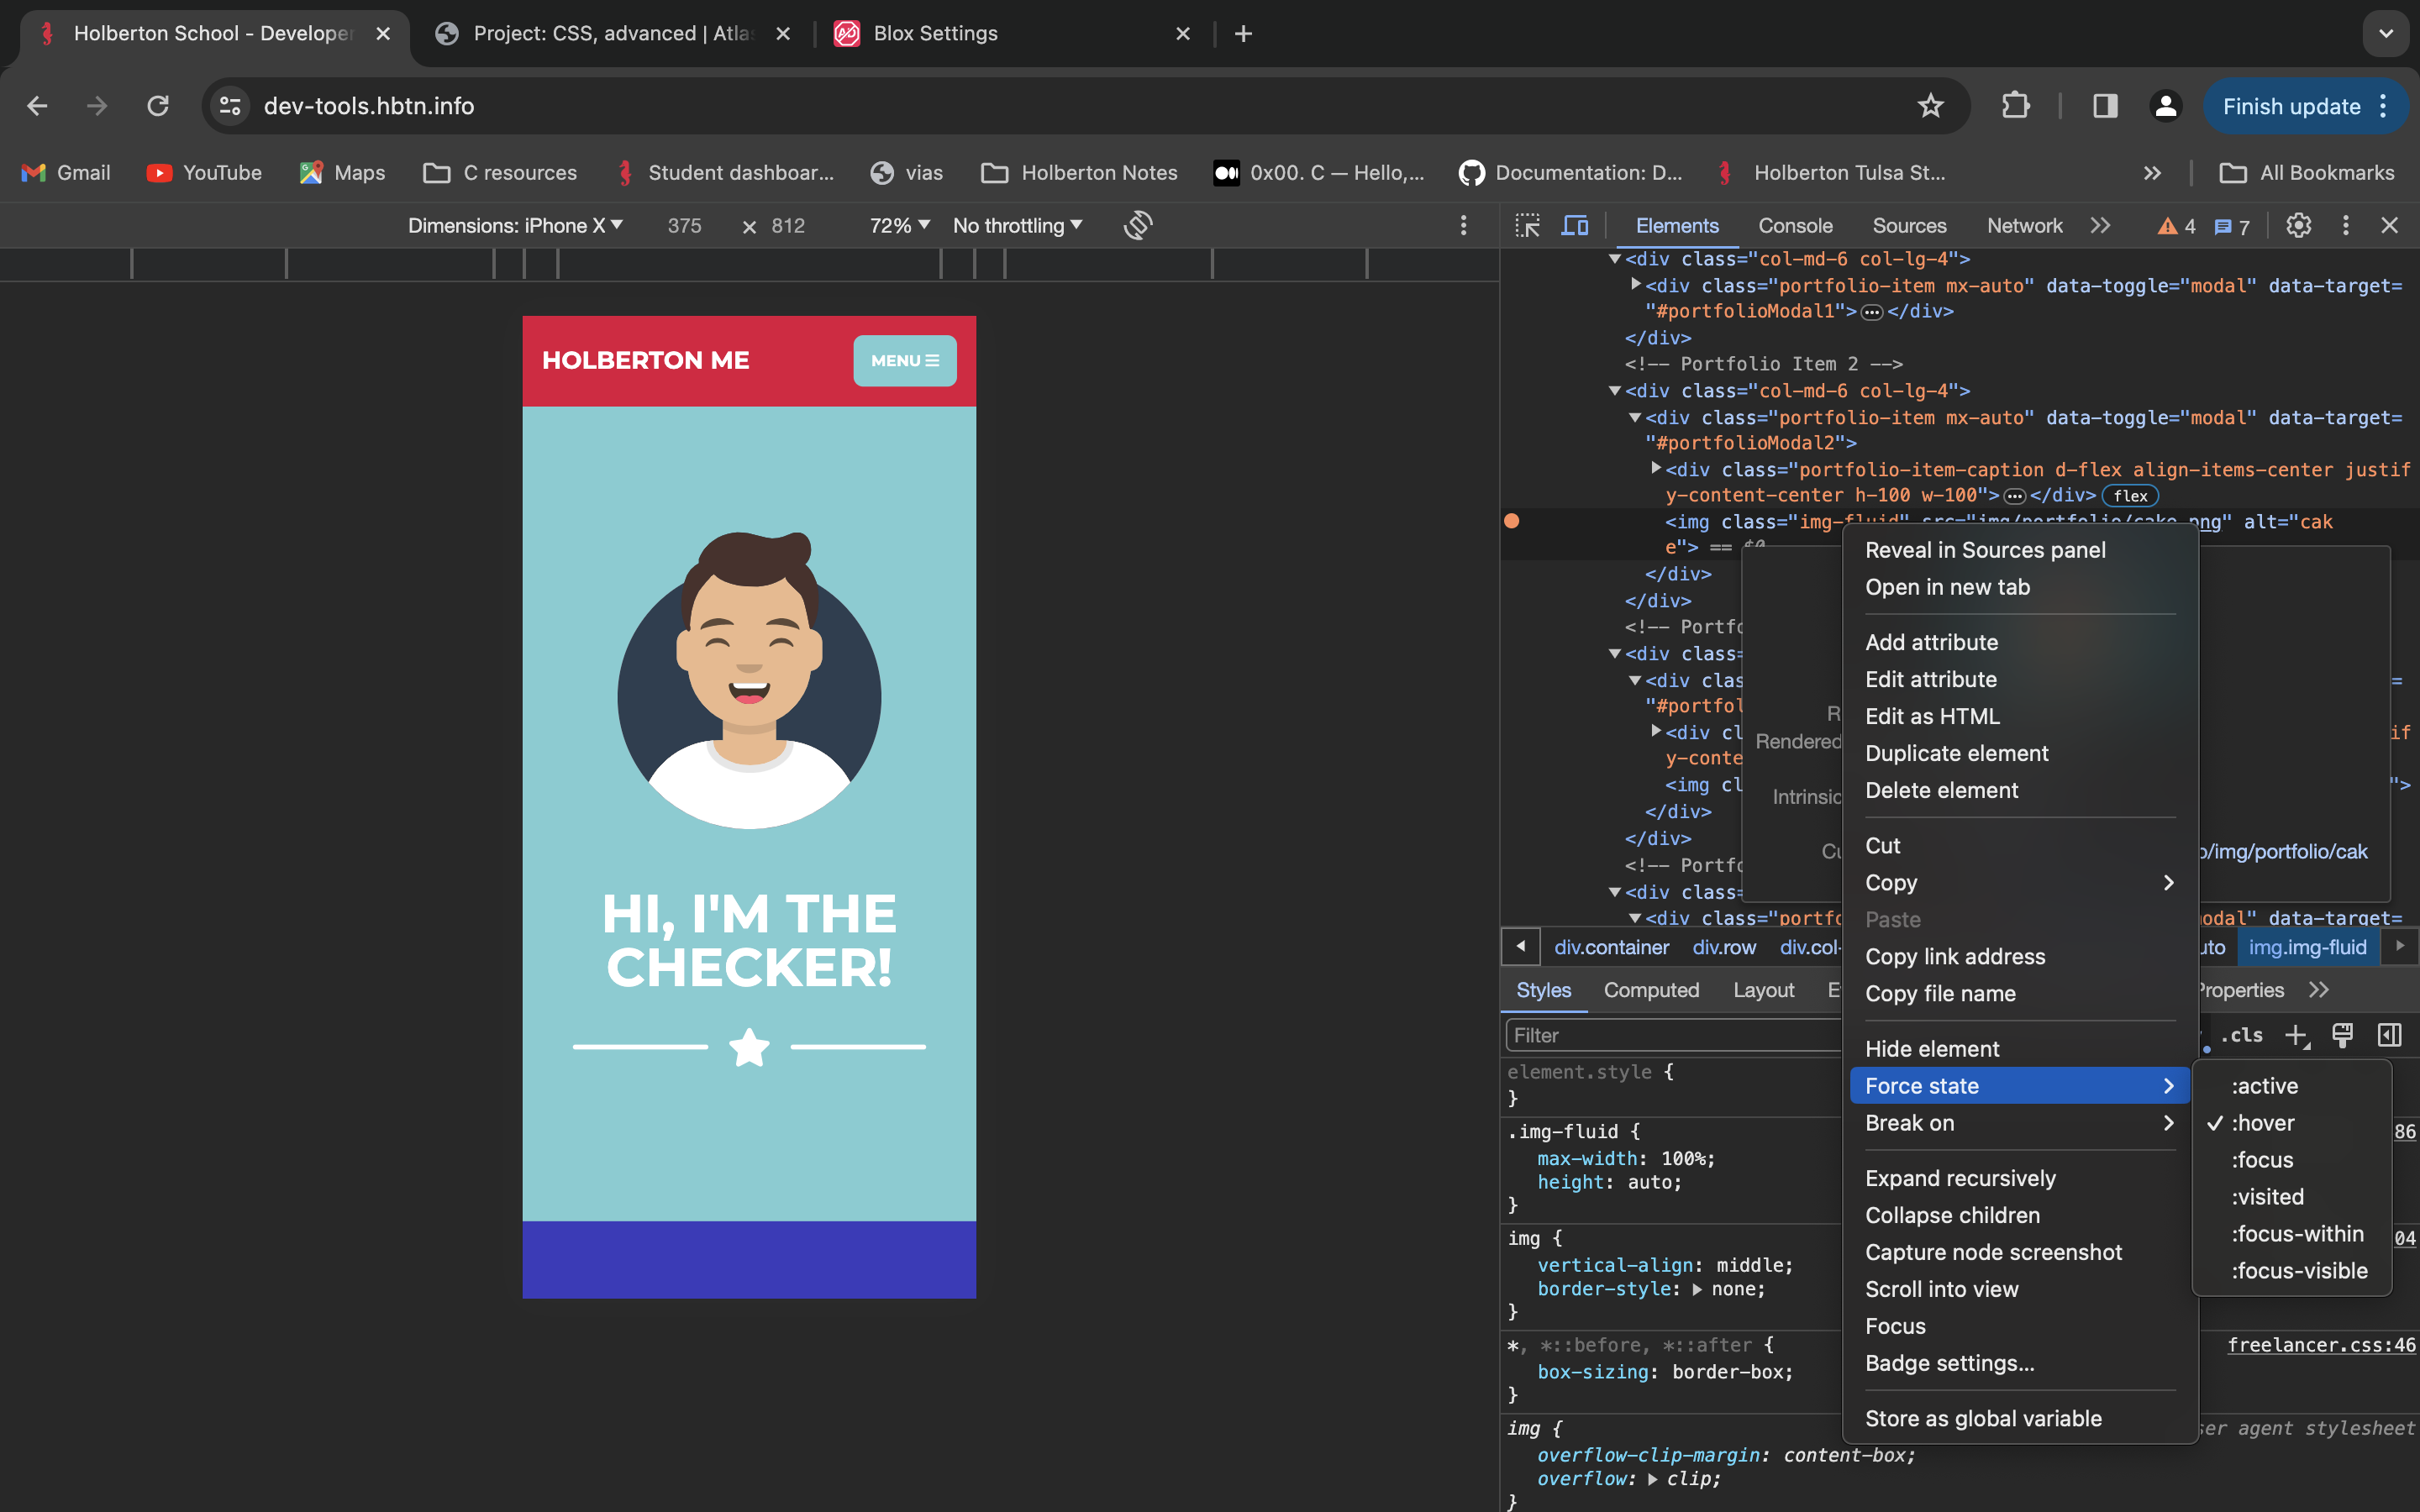 Holberton School - Developer
Project: CSS, advanced | Atla
Blox Settings
dev-tools.hbtn.info
Finish update
Gmail
YouTube
Maps
C resources
Student dashboar...
vias
Holberton Notes
0x00. C — Hello,...
Documentation: D...
Holberton Tulsa St...
All Bookmarks
Dimensions: iPhone X
375
×
812
72%
No throttling
Elements
Console
Sources
Network
4
7
HOLBERTON ME
MENU
HI, I'M THE
CHECKER!
<div class="col-md-6 col-lg-4">
<div class="portfolio-item mx-auto" data-toggle="modal" data-target=
"#portfolioModal1">…</div>
</div>
<!-- Portfolio Item 2 -->
<div class="col-md-6 col-lg-4">
<div class="portfolio-item mx-auto" data-toggle="modal" data-target=
"#portfolioModal2">
<div class="portfolio-item-caption d-flex align-items-center justif
y-content-center h-100 w-100">…</div> flex
<img class="img-fluid" src="img/portfolio/cake.png" alt="cak
e"> == $0
</div>
</div>
<!-- Portfo
<div class=
<div clas =
"#portfol
<div cl if
y-conte
<img cl ">
</div>
</div>
<!-- Portfo
<div class=
<div class="portfo odal" data-target=
R
Rendered
Intrinsic
Cu
o/img/portfolio/cak
div.container
div.row
div.col-
uto
img.img-fluid
Styles
Computed
Layout
E
Properties
Filter
.cls
element.style {
}
.img-fluid {
86
max-width: 100%;
height: auto;
}
img {
04
vertical-align: middle;
border-style: none;
}
*, *::before, *::after {
freelancer.css:46
box-sizing: border-box;
}
img {
ser agent stylesheet
overflow-clip-margin: content-box;
overflow: clip;
}
Reveal in Sources panel
Open in new tab
Add attribute
Edit attribute
Edit as HTML
Duplicate element
Delete element
Cut
Copy
Paste
Copy link address
Copy file name
Hide element
Force state
Break on
Expand recursively
Collapse children
Capture node screenshot
Scroll into view
Focus
Badge settings...
Store as global variable
:active
:hover
:focus
:visited
:focus-within
:focus-visible